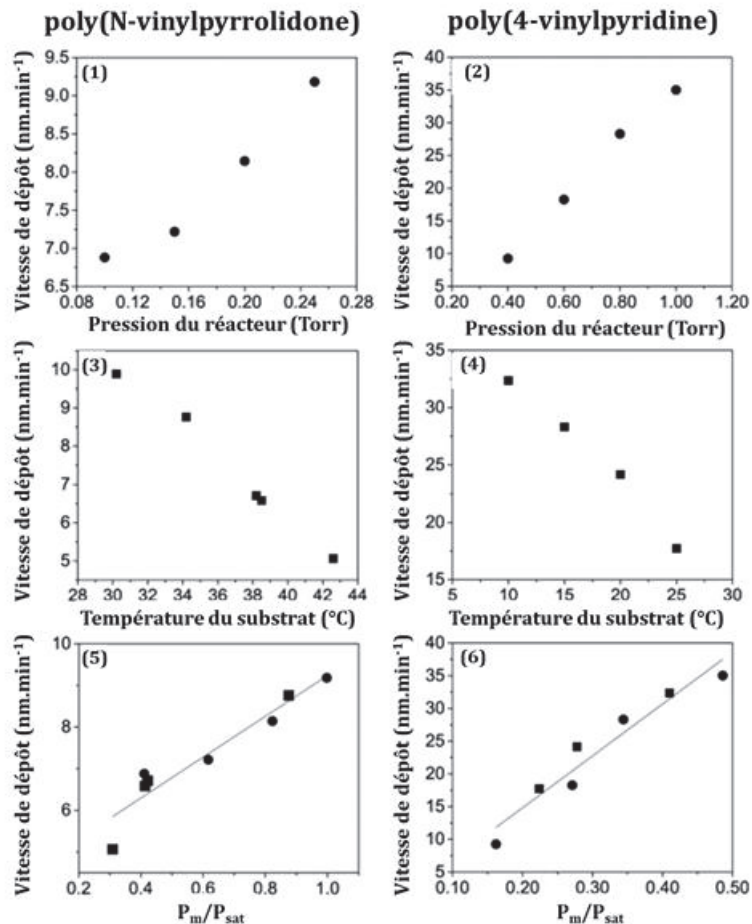 poly(N-vinylpyrrolidone) poly(4-vinylpyridine)
(1)
Vitesse de dépôt (nm.min⁻¹)
9.5
9.0
8.5
8.0
7.5
7.0
6.5
0.08 0.12 0.16 0.20 0.24 0.28
Pression du réacteur (Torr)
(2)
Vitesse de dépôt (nm.min⁻¹)
40
35
30
25
20
15
10
5
0.20 0.40 0.60 0.80 1.00 1.20
Pression du réacteur (Torr)
(3)
Vitesse de dépôt (nm.min⁻¹)
10
9
8
7
6
5
28 30 32 34 36 38 40 42 44
Température du substrat (°C)
(4)
Vitesse de dépôt (nm.min⁻¹)
35
30
25
20
15
5 10 15 20 25 30
Température du substrat (°C)
(5)
Vitesse de dépôt (nm.min⁻¹)
10
8
6
0.2 0.4 0.6 0.8 1.0
Pm/Psat
(6)
Vitesse de dépôt (nm.min⁻¹)
40
35
30
25
20
15
10
5
0.10 0.20 0.30 0.40 0.50
Pm/Psat